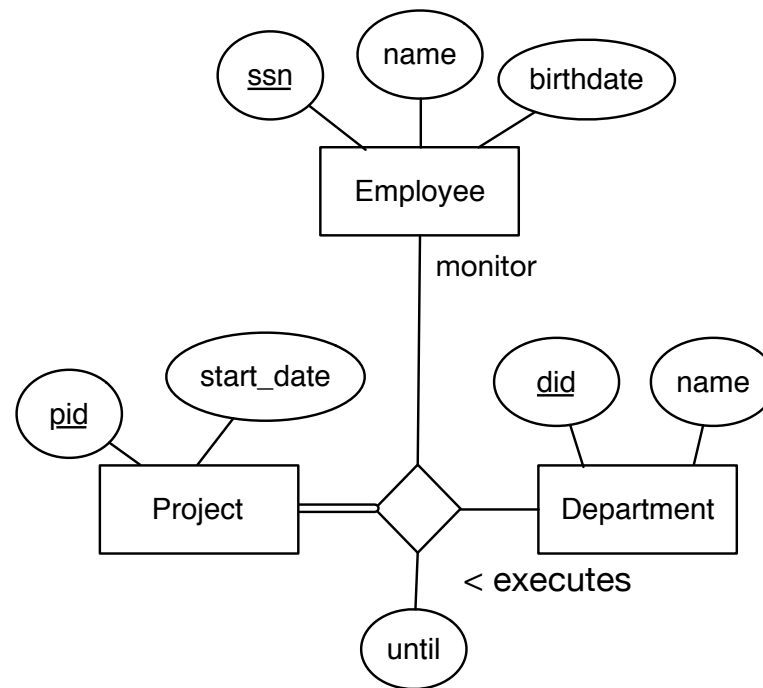 name
ssn
birthdate
Employee
monitor
start_date
did
name
pid
Project
Department
< executes
until